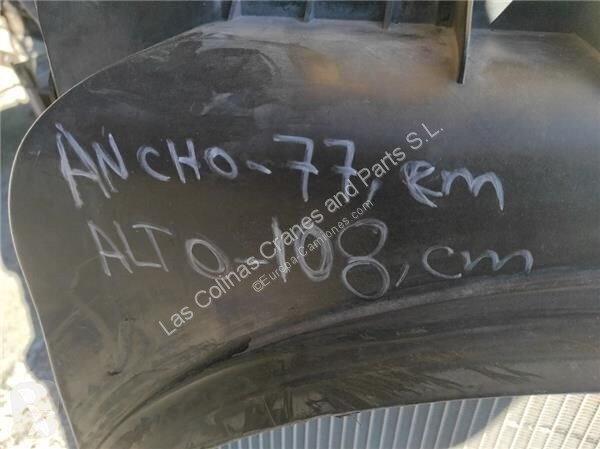 ANCHO-77, cm
ALTO-108, cm
Las Colinas Cranes and Parts S.L.
©Europa-Camiones.com